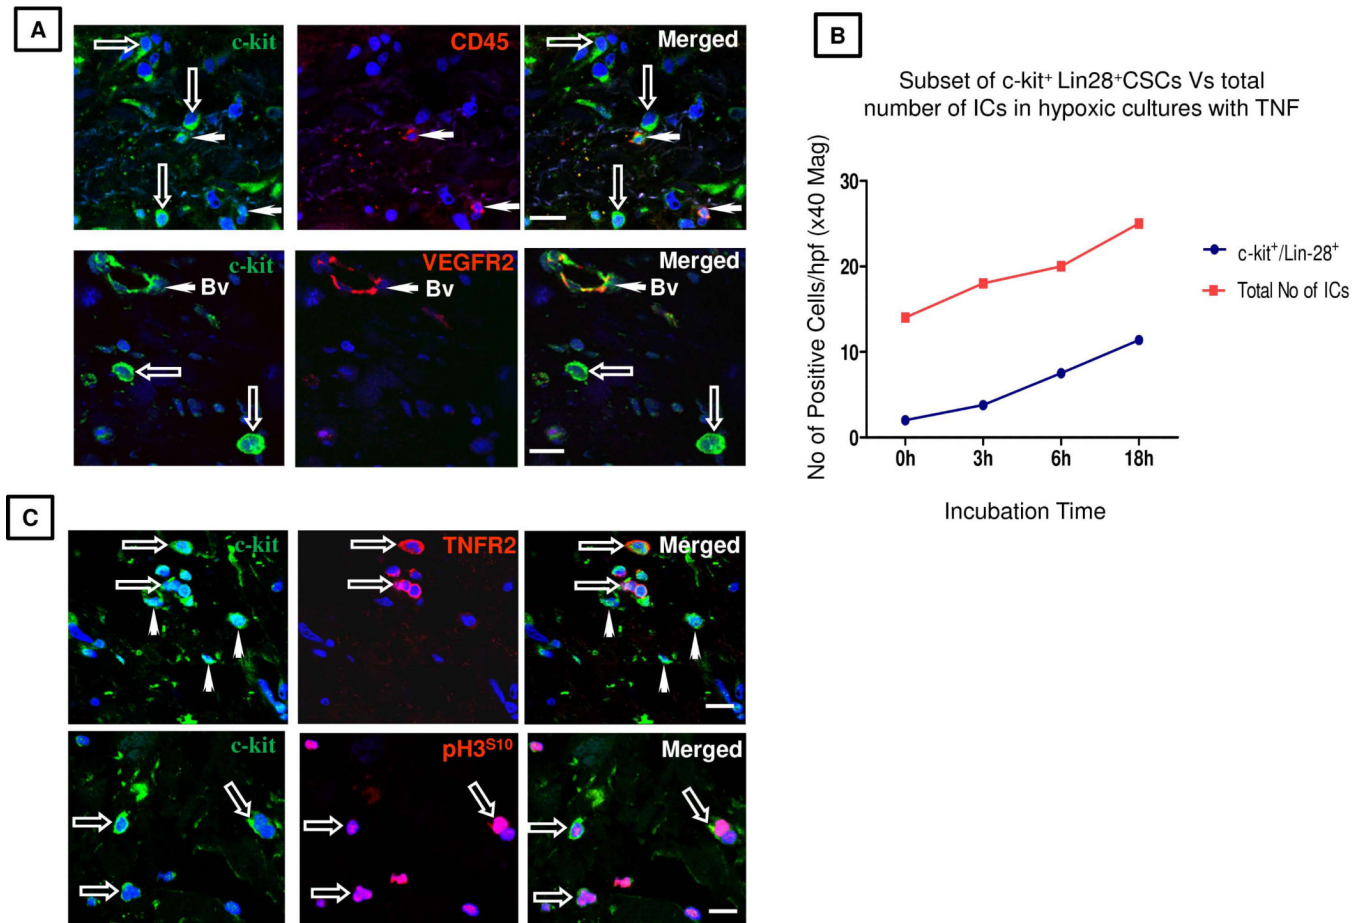 A
c-kit
CD45
Merged
c-kit
VEGFR2
Merged
Bv
Bv
Bv
B
Subset of c-kit⁺ Lin28⁺CSCs Vs total
number of ICs in hypoxic cultures with TNF
No of Positive Cells/hpf (x40 Mag)
30
20
10
0
0h 3h 6h 18h
Incubation Time
c-kit⁺/Lin-28⁺
Total No of ICs
C
c-kit
TNFR2
Merged
c-kit
pH3ˢ¹⁰
Merged